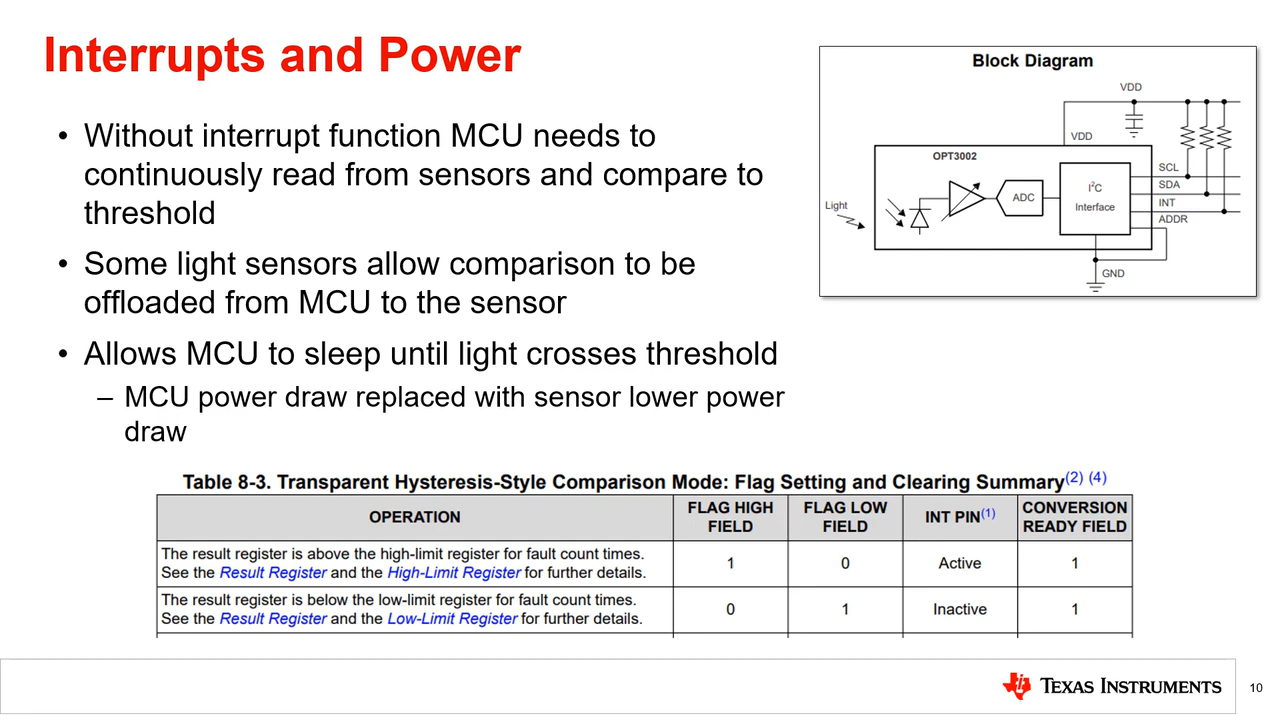 Interrupts and Power
• Without interrupt function MCU needs to
continuously read from sensors and compare to
threshold
• Some light sensors allow comparison to be
offloaded from MCU to the sensor
• Allows MCU to sleep until light crosses threshold
– MCU power draw replaced with sensor lower power
draw
Block Diagram
VDD
VDD
OPT3002
Light
ADC
I²C
Interface
SCL
SDA
INT
ADDR
GND
Table 8-3. Transparent Hysteresis-Style Comparison Mode: Flag Setting and Clearing Summary(2) (4)
OPERATION
FLAG HIGH
FIELD
FLAG LOW
FIELD
INT PIN(1)
CONVERSION
READY FIELD
The result register is above the high-limit register for fault count times.
See the Result Register and the High-Limit Register for further details.
1
0
Active
1
The result register is below the low-limit register for fault count times.
See the Result Register and the Low-Limit Register for further details.
0
1
Inactive
1
TEXAS INSTRUMENTS
10